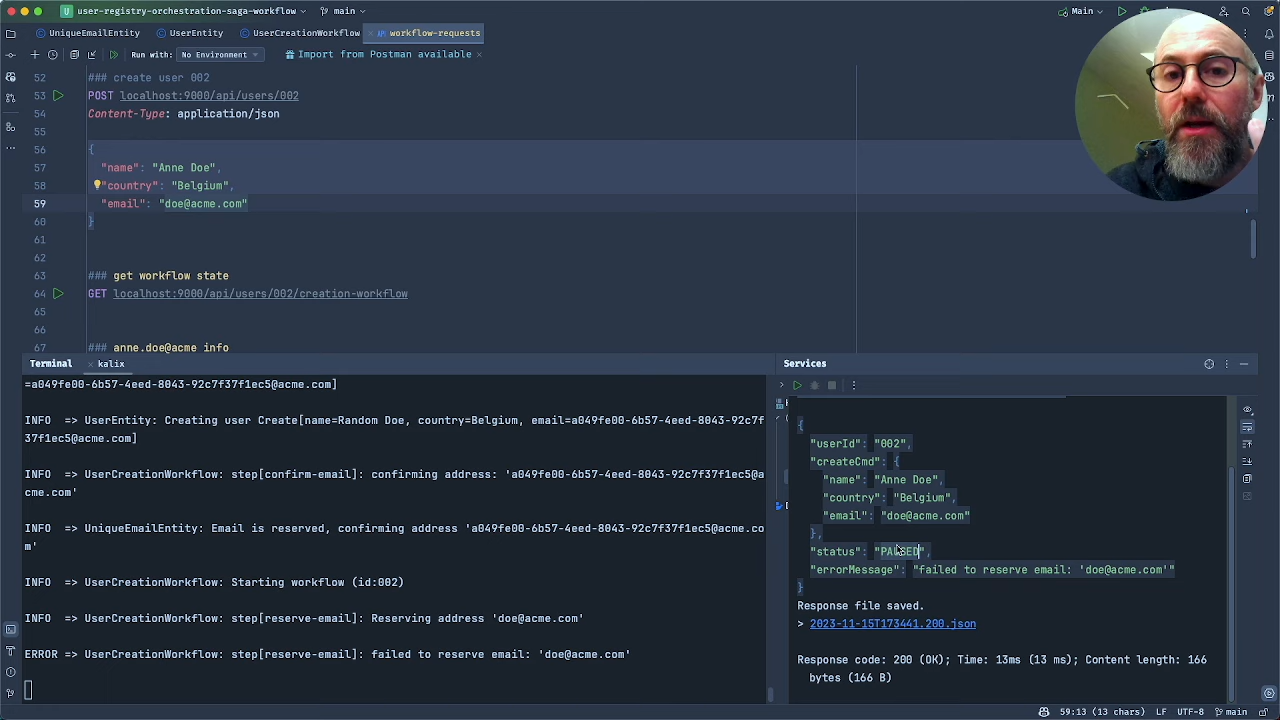 user-registry-orchestration-saga-workflow
main
Main
UniqueEmailEntity
UserEntity
UserCreationWorkflow
workflow-requests
Run with:
No Environment
Import from Postman available
52 ### create user 002
53 POST localhost:9000/api/users/002
54 Content-Type: application/json
55
56 {
57 "name": "Anne Doe",
58 "country": "Belgium",
59 "email": "doe@acme.com"
60 }
61
62
63 ### get workflow state
64 GET localhost:9000/api/users/002/creation-workflow
65
66
67 ### anne.doe@acme info
Terminal
kalix
=a049fe00-6b57-4eed-8043-92c7f37f1ec5@acme.com]
INFO => UserEntity: Creating user Create[name=Random Doe, country=Belgium, email=a049fe00-6b57-4eed-8043-92c7f
37f1ec5@acme.com]
INFO => UserCreationWorkflow: step[confirm-email]: confirming address: 'a049fe00-6b57-4eed-8043-92c7f37f1ec5@a
cme.com'
INFO => UniqueEmailEntity: Email is reserved, confirming address 'a049fe00-6b57-4eed-8043-92c7f37f1ec5@acme.co
m'
INFO => UserCreationWorkflow: Starting workflow (id:002)
INFO => UserCreationWorkflow: step[reserve-email]: Reserving address 'doe@acme.com'
ERROR => UserCreationWorkflow: step[reserve-email]: failed to reserve email: 'doe@acme.com'
Services
{
"userId": "002",
"createCmd": {
"name": "Anne Doe",
"country": "Belgium",
"email": "doe@acme.com"
},
"status": "PAUSED",
"errorMessage": "failed to reserve email: 'doe@acme.com'"
}
Response file saved.
> 2023-11-15T173441.200.json
Response code: 200 (OK); Time: 13ms (13 ms); Content length: 166
bytes (166 B)
59:13 (13 chars)
LF
UTF-8
main